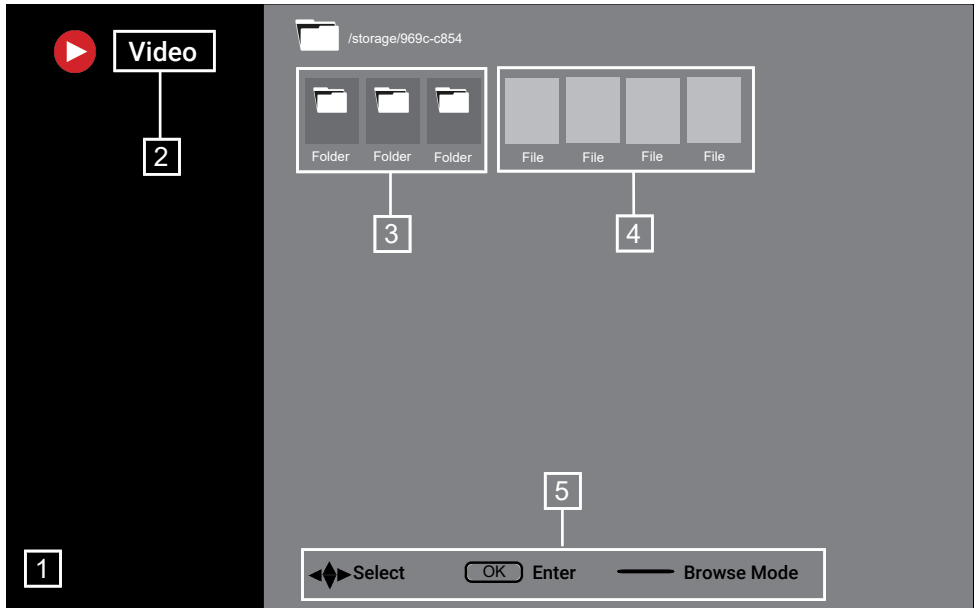 Video
/storage/969c-c854
2
Folder Folder Folder File File File File
3 4
5
1
Select OK Enter Browse Mode